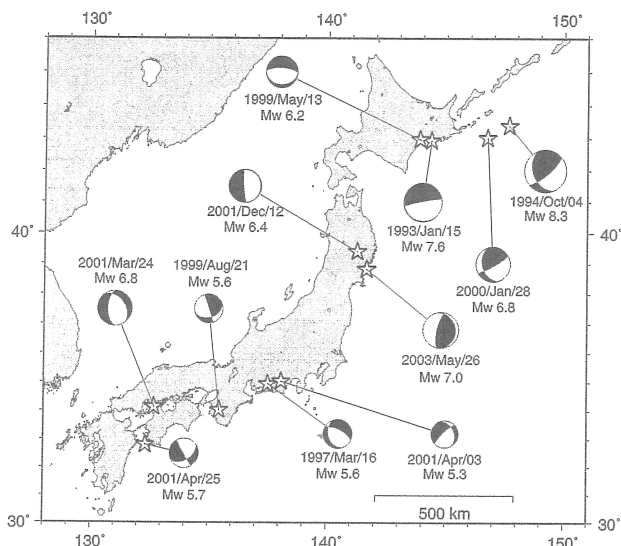 130˚ 140˚ 150˚
1999/May/13
Mw 6.2
2001/Dec/12
Mw 6.4
1993/Jan/15
Mw 7.6
1994/Oct/04
Mw 8.3
40˚ 40˚
2001/Mar/24
Mw 6.8
1999/Aug/21
Mw 5.6
2000/Jan/28
Mw 6.8
2003/May/26
Mw 7.0
1997/Mar/16
Mw 5.6
2001/Apr/03
Mw 5.3
2001/Apr/25
Mw 5.7
500 km
30˚ 30˚
130˚ 140˚ 150˚